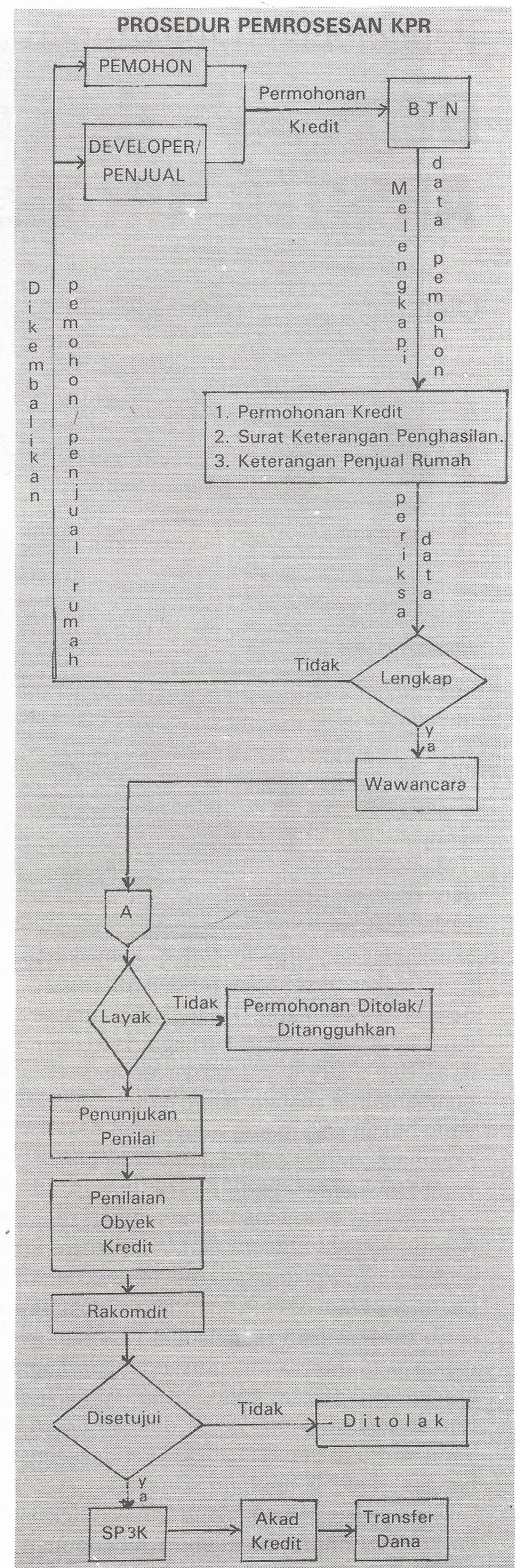 PROSEDUR PEMROSESAN KPR
PEMOHON
Permohonan
Kredit
B T N
DEVELOPER/
PENJUAL
Melengkapi
data pemohon
Dikembalikan
pemohon/penjual rumah
1. Permohonan Kredit
2. Surat Keterangan Penghasilan.
3. Keterangan Penjual Rumah
periksa
data
Tidak
Lengkap
ya
Wawancara
A
Layak
Tidak
Permohonan Ditolak/
Ditangguhkan
Penunjukan
Penilai
Penilaian
Obyek
Kredit
Rakomdit
Disetujui
Tidak
Ditolak
ya
SP3K
Akad
Kredit
Transfer
Dana